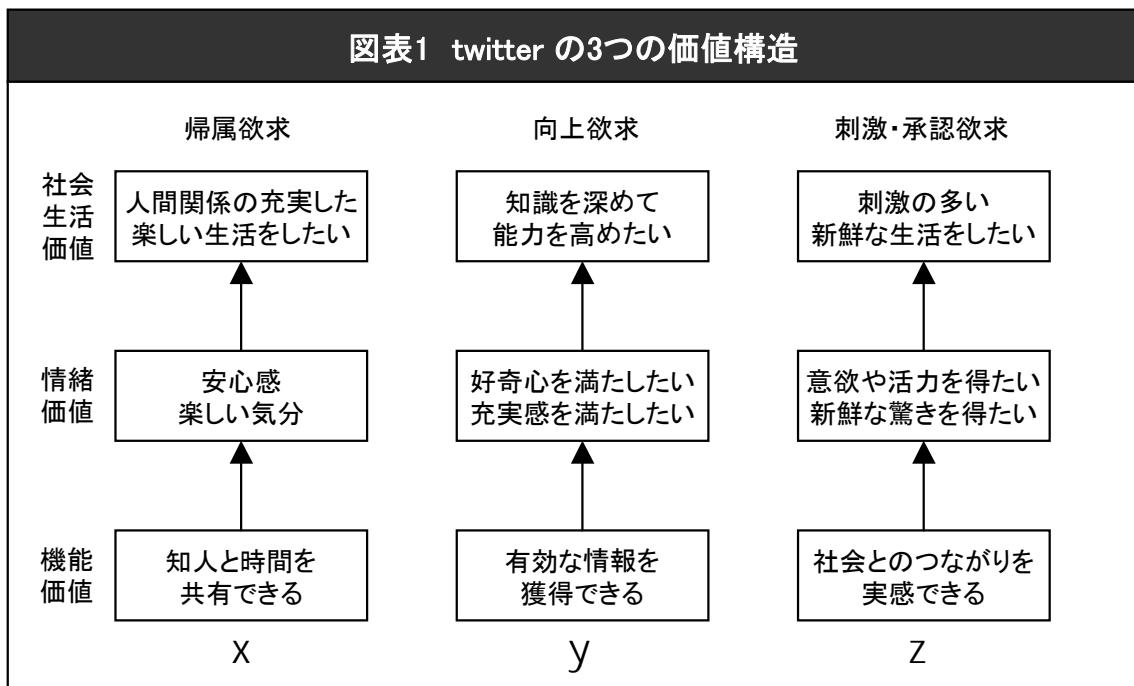 図表1 twitter の3つの価値構造
帰属欲求
向上欲求
刺激・承認欲求
社会
生活
価値
人間関係の充実した
楽しい生活をしたい
知識を深めて
能力を高めたい
刺激の多い
新鮮な生活をしたい
情緒
価値
安心感
楽しい気分
好奇心を満たしたい
充実感を満たしたい
意欲や活力を得たい
新鮮な驚きを得たい
機能
価値
知人と時間を
共有できる
有効な情報を
獲得できる
社会とのつながりを
実感できる
x
y
z